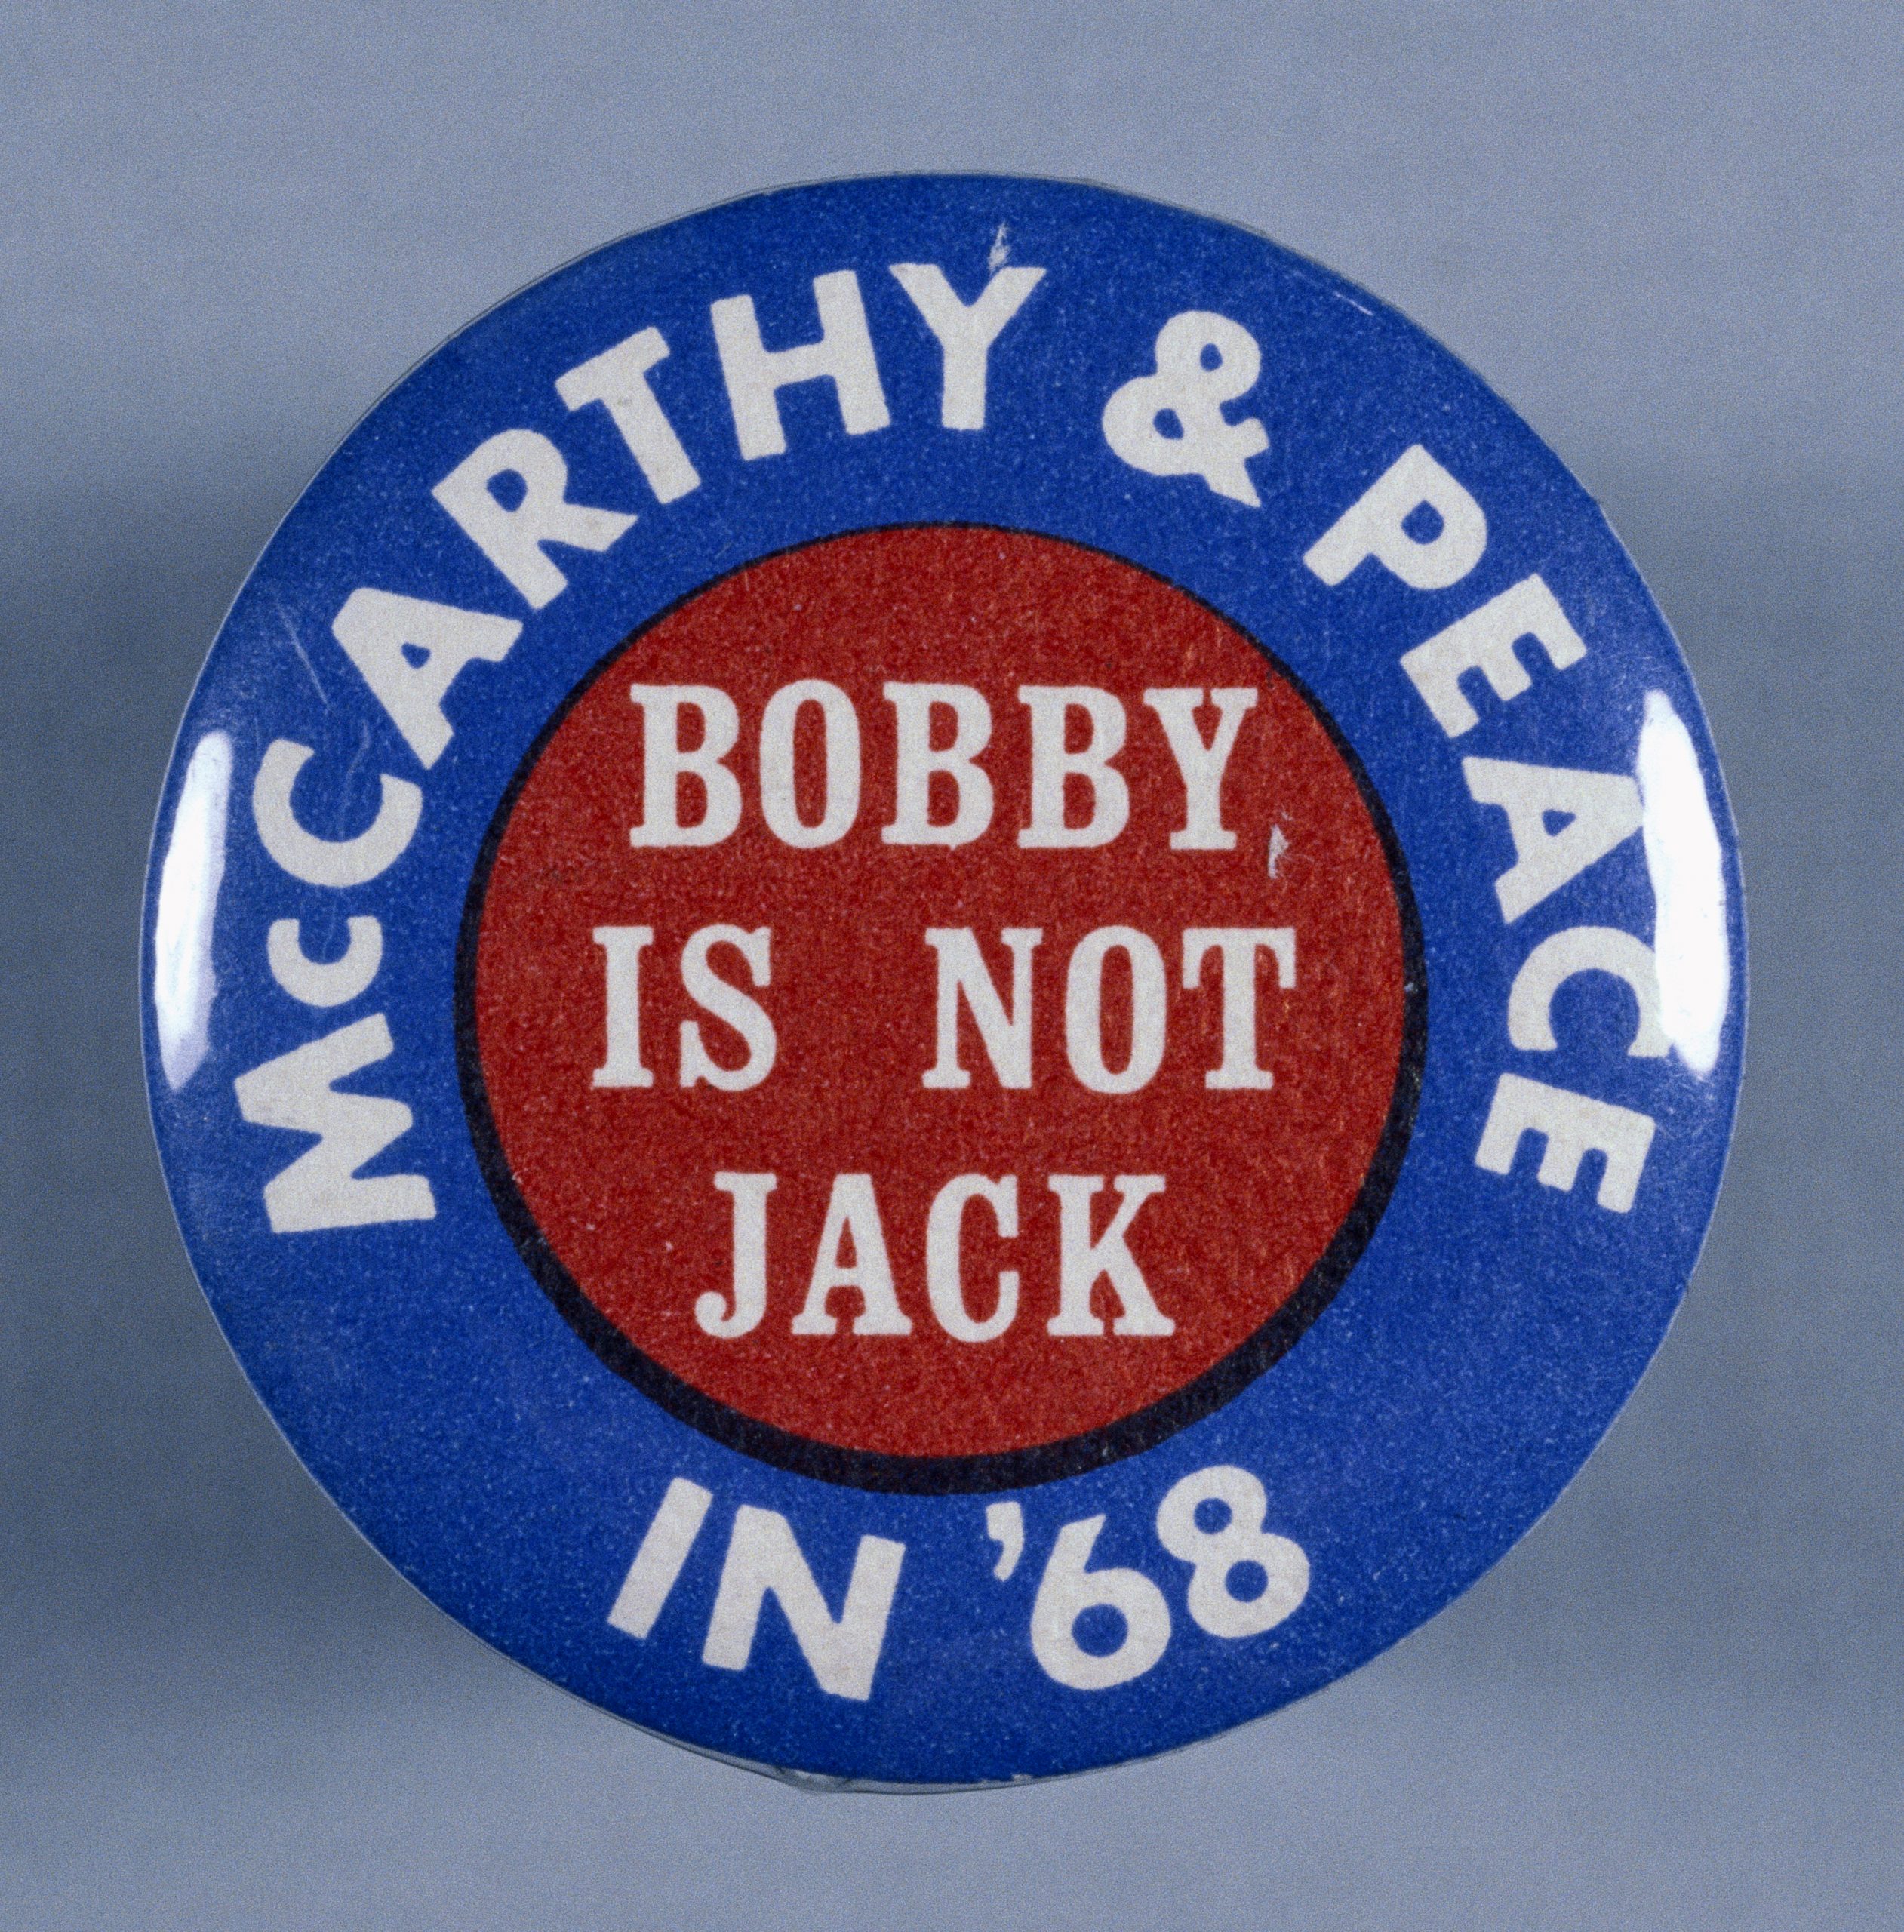 McCARTHY & PEACE
BOBBY
IS NOT
JACK
IN '68